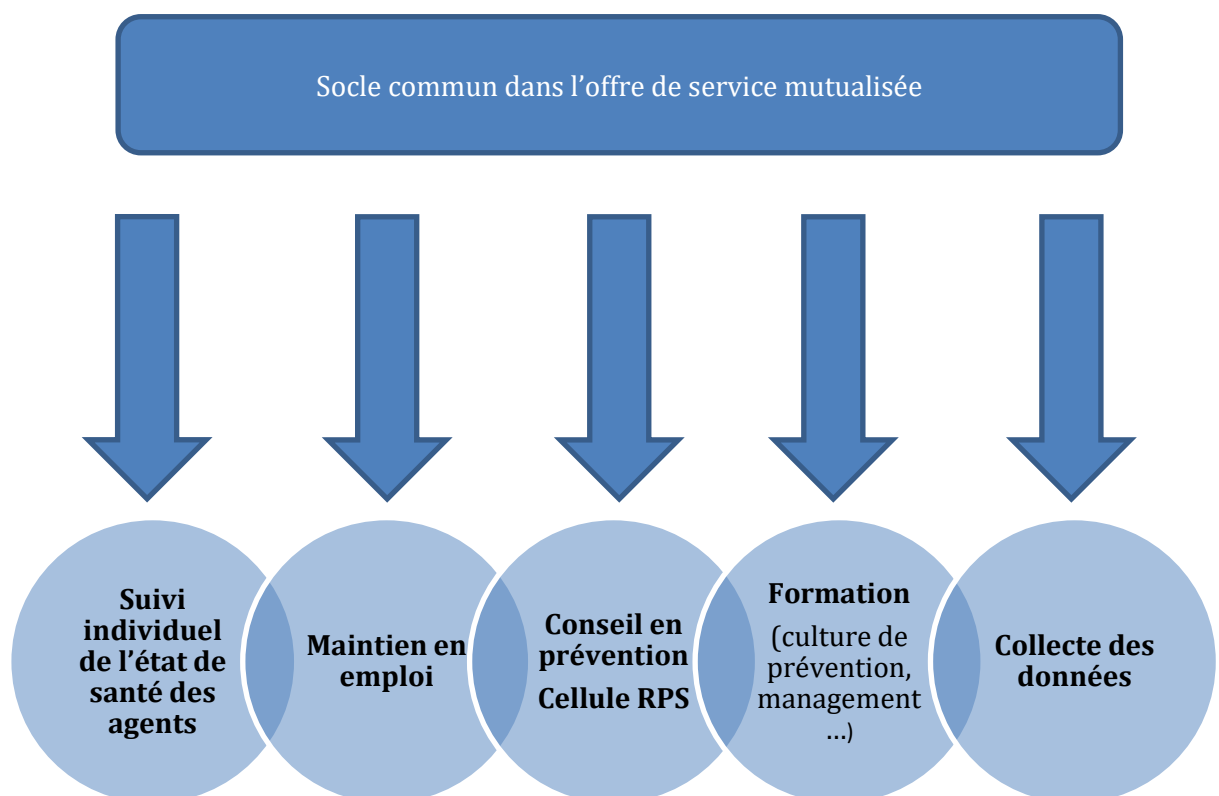 Socle commun dans l’offre de service mutualisée
Suivi
individuel
de l’état de
santé des
agents
Maintien en
emploi
Conseil en
prévention
Cellule RPS
Formation
(culture de
prévention,
management
…)
Collecte des
données